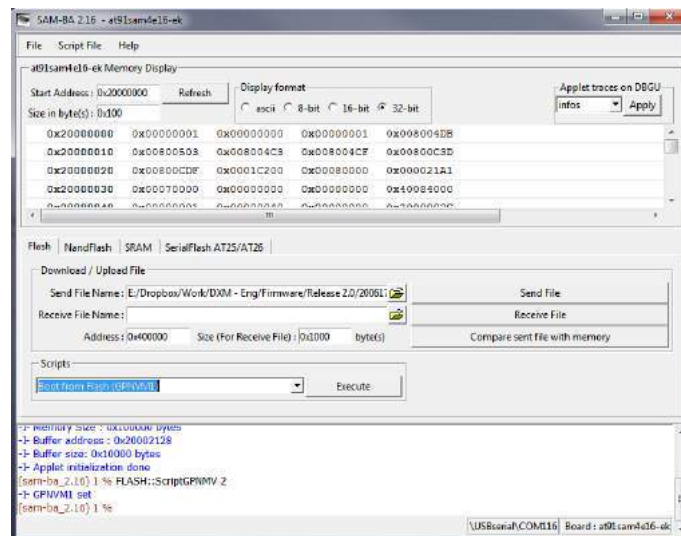 SAM-BA 2.16 - at91sam4e16-ek
File Script File Help
at91sam4e16-ek Memory Display
Start Address : 0x20000000 Refresh Display format Applet traces on DBGU
Size in byte(s) : 0x100 ascii 8-bit 16-bit 32-bit infos Apply
0x20000000 0x00000001 0x00000000 0x00000001 0x008004DB
0x20000010 0x00800503 0x008004C3 0x008004CF 0x00800C3D
0x20000020 0x00800CDF 0x0001C200 0x00080000 0x000021A1
0x20000030 0x00070000 0x00000000 0x00000000 0x40084000
Flash NandFlash SRAM SerialFlash AT25/AT26
Download / Upload File
Send File Name : E:/Dropbox/Work/DXM - Eng/Firmware/Release 2.0/20061 Send File
Receive File Name : Receive File
Address : 0x400000 Size (For Receive File) : 0x1000 byte(s) Compare sent file with memory
Scripts
Boot from Flash (GPNVM1) Execute
-I- Memory Size : 0x100000 bytes
-I- Buffer address : 0x20002128
-I- Buffer size: 0x10000 bytes
-I- Applet initialization done
(sam-ba_2.16) 1 % FLASH::ScriptGPNMV 2
-I- GPNVM1 set
(sam-ba_2.16) 1 %
\USBserial\COM116 Board : at91sam4e16-ek